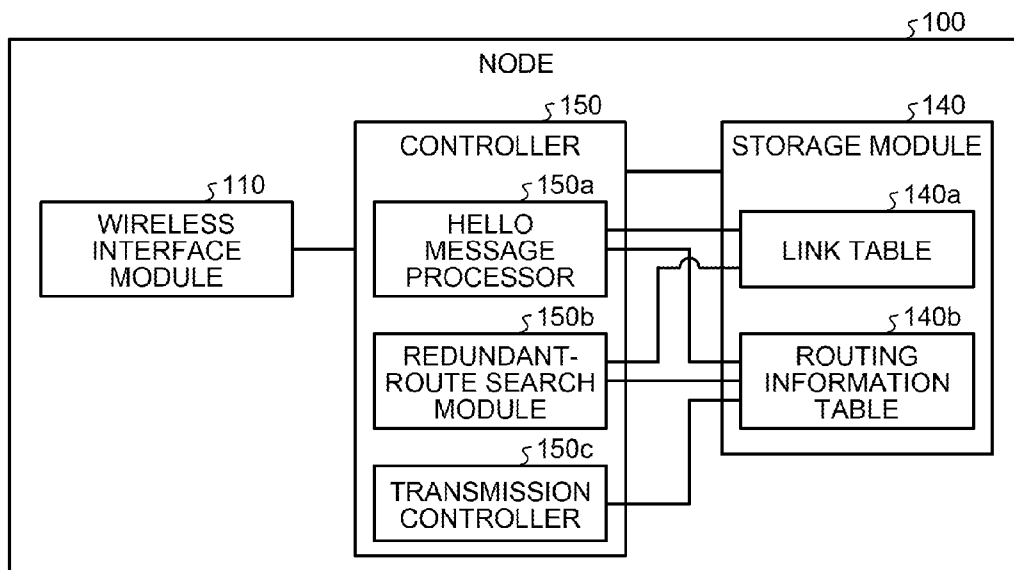 100
NODE
150
CONTROLLER
140
STORAGE MODULE
110
WIRELESS
INTERFACE
MODULE
150a
HELLO
MESSAGE
PROCESSOR
140a
LINK TABLE
150b
REDUNDANT-
ROUTE SEARCH
MODULE
140b
ROUTING
INFORMATION
TABLE
150c
TRANSMISSION
CONTROLLER